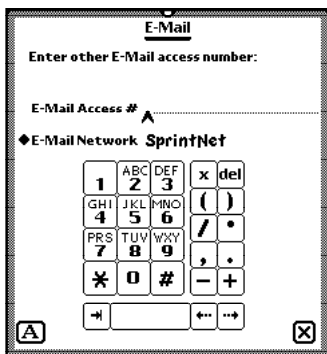 E-Mail
Enter other E-Mail access number:
E-Mail Access #
◆E-Mail Network SprintNet
1 ABC 2 DEF 3 x del
GHI 4 JKL 5 MNO 6 ( )
PRS 7 TUV 8 WXY 9 / •
* 0 # , .
− +
A X